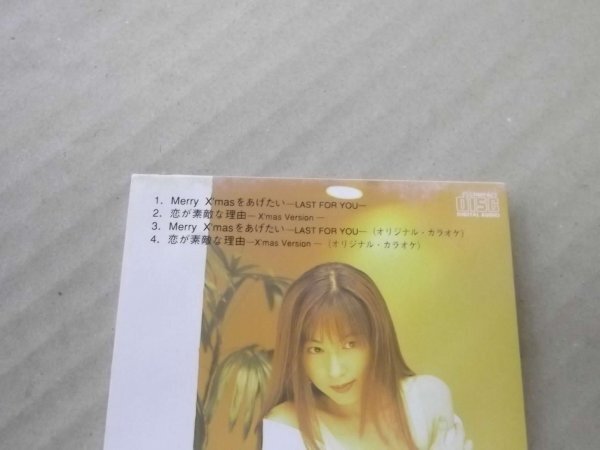 1. Merry X'masをあげたい—LAST FOR YOU—
2. 恋が素敵な理由— X'mas Version —
3. Merry X'masをあげたい—LAST FOR YOU—(オリジナル・カラオケ)
4. 恋が素敵な理由—X'mas Version —(オリジナル・カラオケ)
DISC
DIGITAL AUDIO